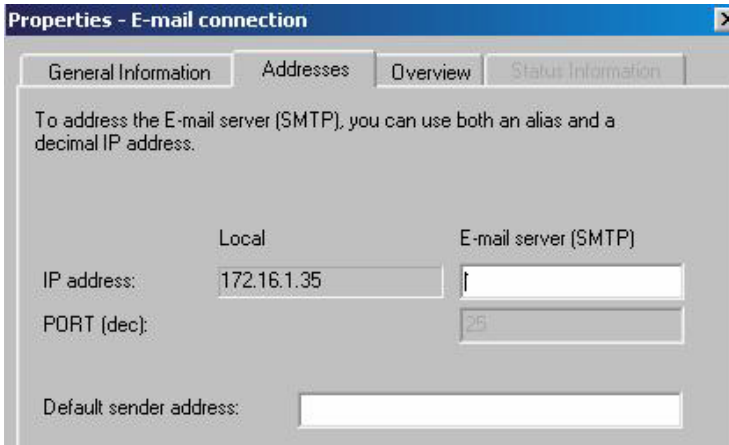 Properties - E-mail connection
General Information Addresses Overview Status Information
To address the E-mail server (SMTP), you can use both an alias and a
decimal IP address.
Local E-mail server (SMTP)
IP address: 172.16.1.35
PORT (dec): 25
Default sender address: